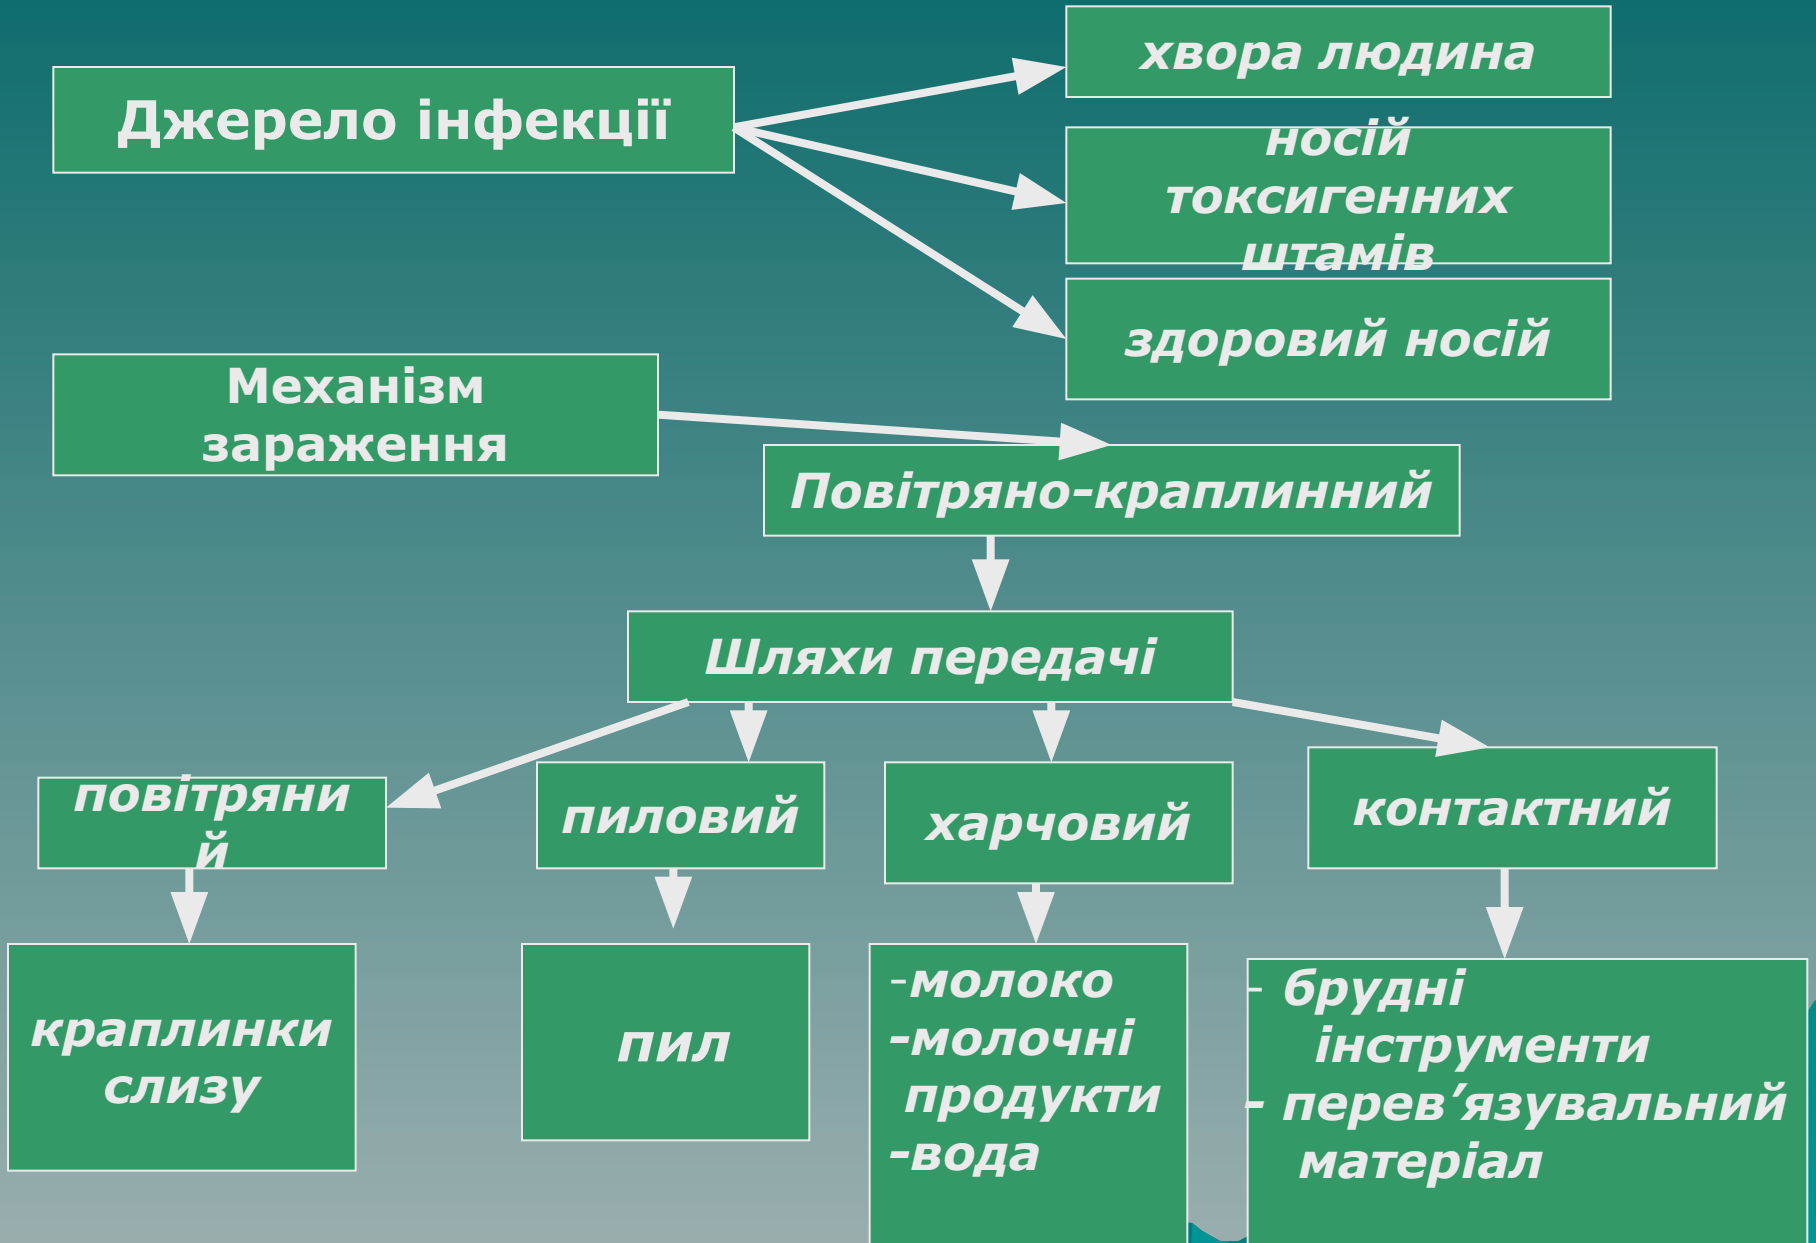 Джерело інфекції
хвора людина
носій
токсигенних
штамів
здоровий носій
Механізм
зараження
Повітряно-краплинний
Шляхи передачі
повітряни
й
пиловий
харчовий
контактний
краплинки
слизу
пил
-молоко
-молочні
продукти
-вода
- брудні
інструменти
- перев’язувальний
матеріал